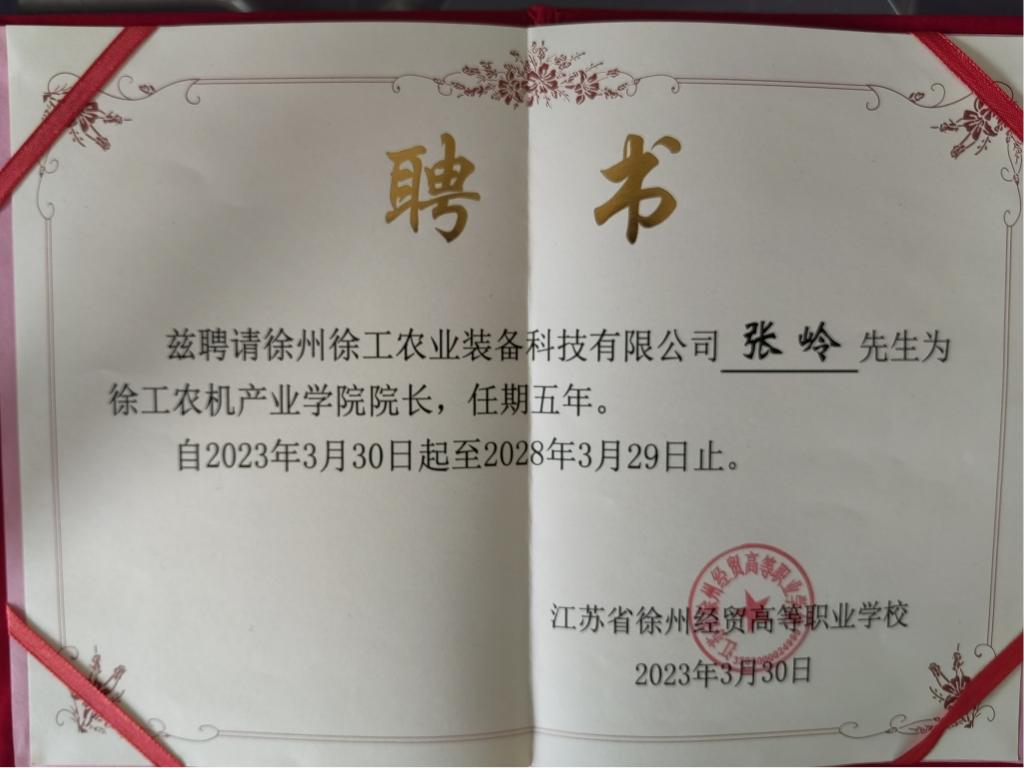 聘 书
兹聘请徐州徐工农业装备科技有限公司 张岭 先生为
徐工农机产业学院院长，任期五年。
自2023年3月30日起至2028年3月29日止。
江苏省徐州经贸高等职业学校
2023年3月30日